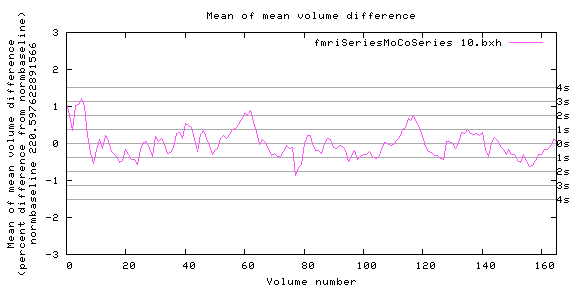 Mean of mean volume difference
Mean of mean volume difference
(percent difference from normbaseline)
normbaseline 220.597622891566
fmriSeriesMoCoSeries 10.bxh
3
2
1
0
-1
-2
-3
4s
3s
2s
1s
0s
1s
2s
3s
4s
0 20 40 60 80 100 120 140 160
Volume number